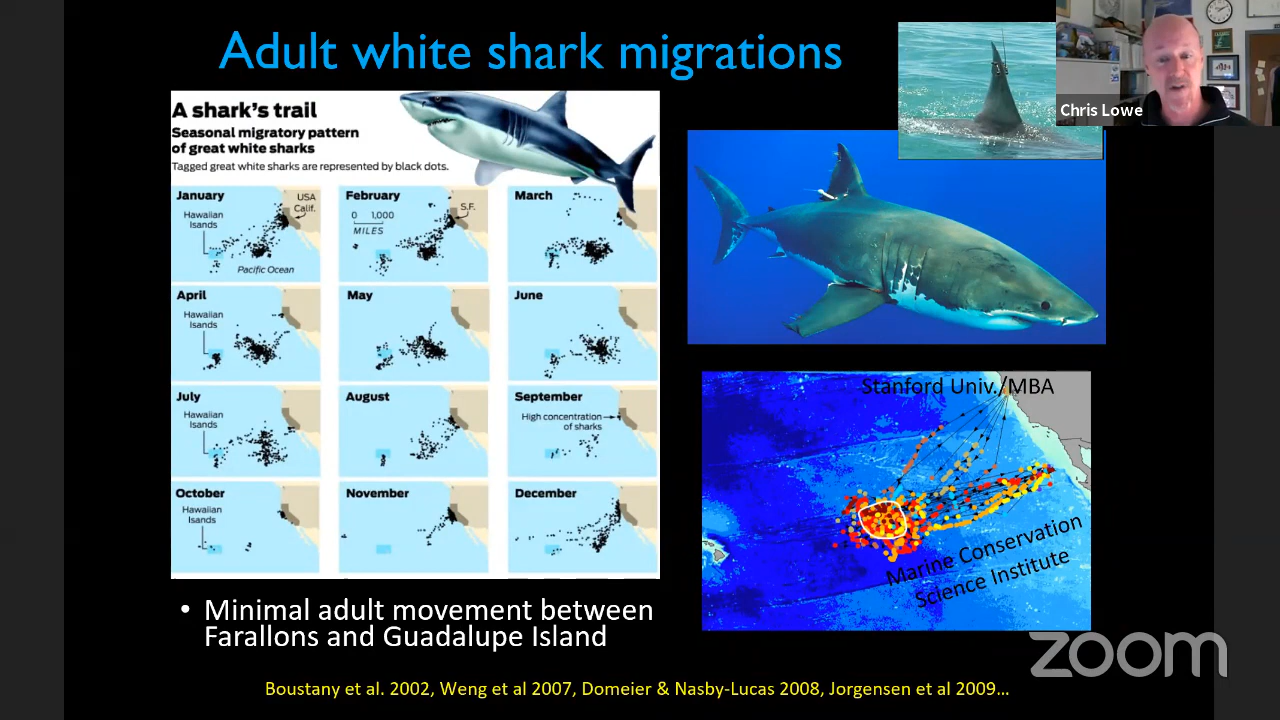 Adult white shark migrations
Chris Lowe
A shark's trail
Seasonal migratory pattern
of great white sharks
Tagged great white sharks are represented by black dots.
January
USA
Calif.
Hawaiian
Islands
Pacific Ocean
February
S.F.
0 1,000
MILES
March
April
Hawaiian
Islands
May
June
July
Hawaiian
Islands
August
September
High concentration
of sharks
October
Hawaiian
Islands
November
December
Stanford Univ./MBA
Marine Conservation
Science Institute
• Minimal adult movement between
Farallons and Guadalupe Island
Boustany et al. 2002, Weng et al 2007, Domeier & Nasby-Lucas 2008, Jorgensen et al 2009...
zoom